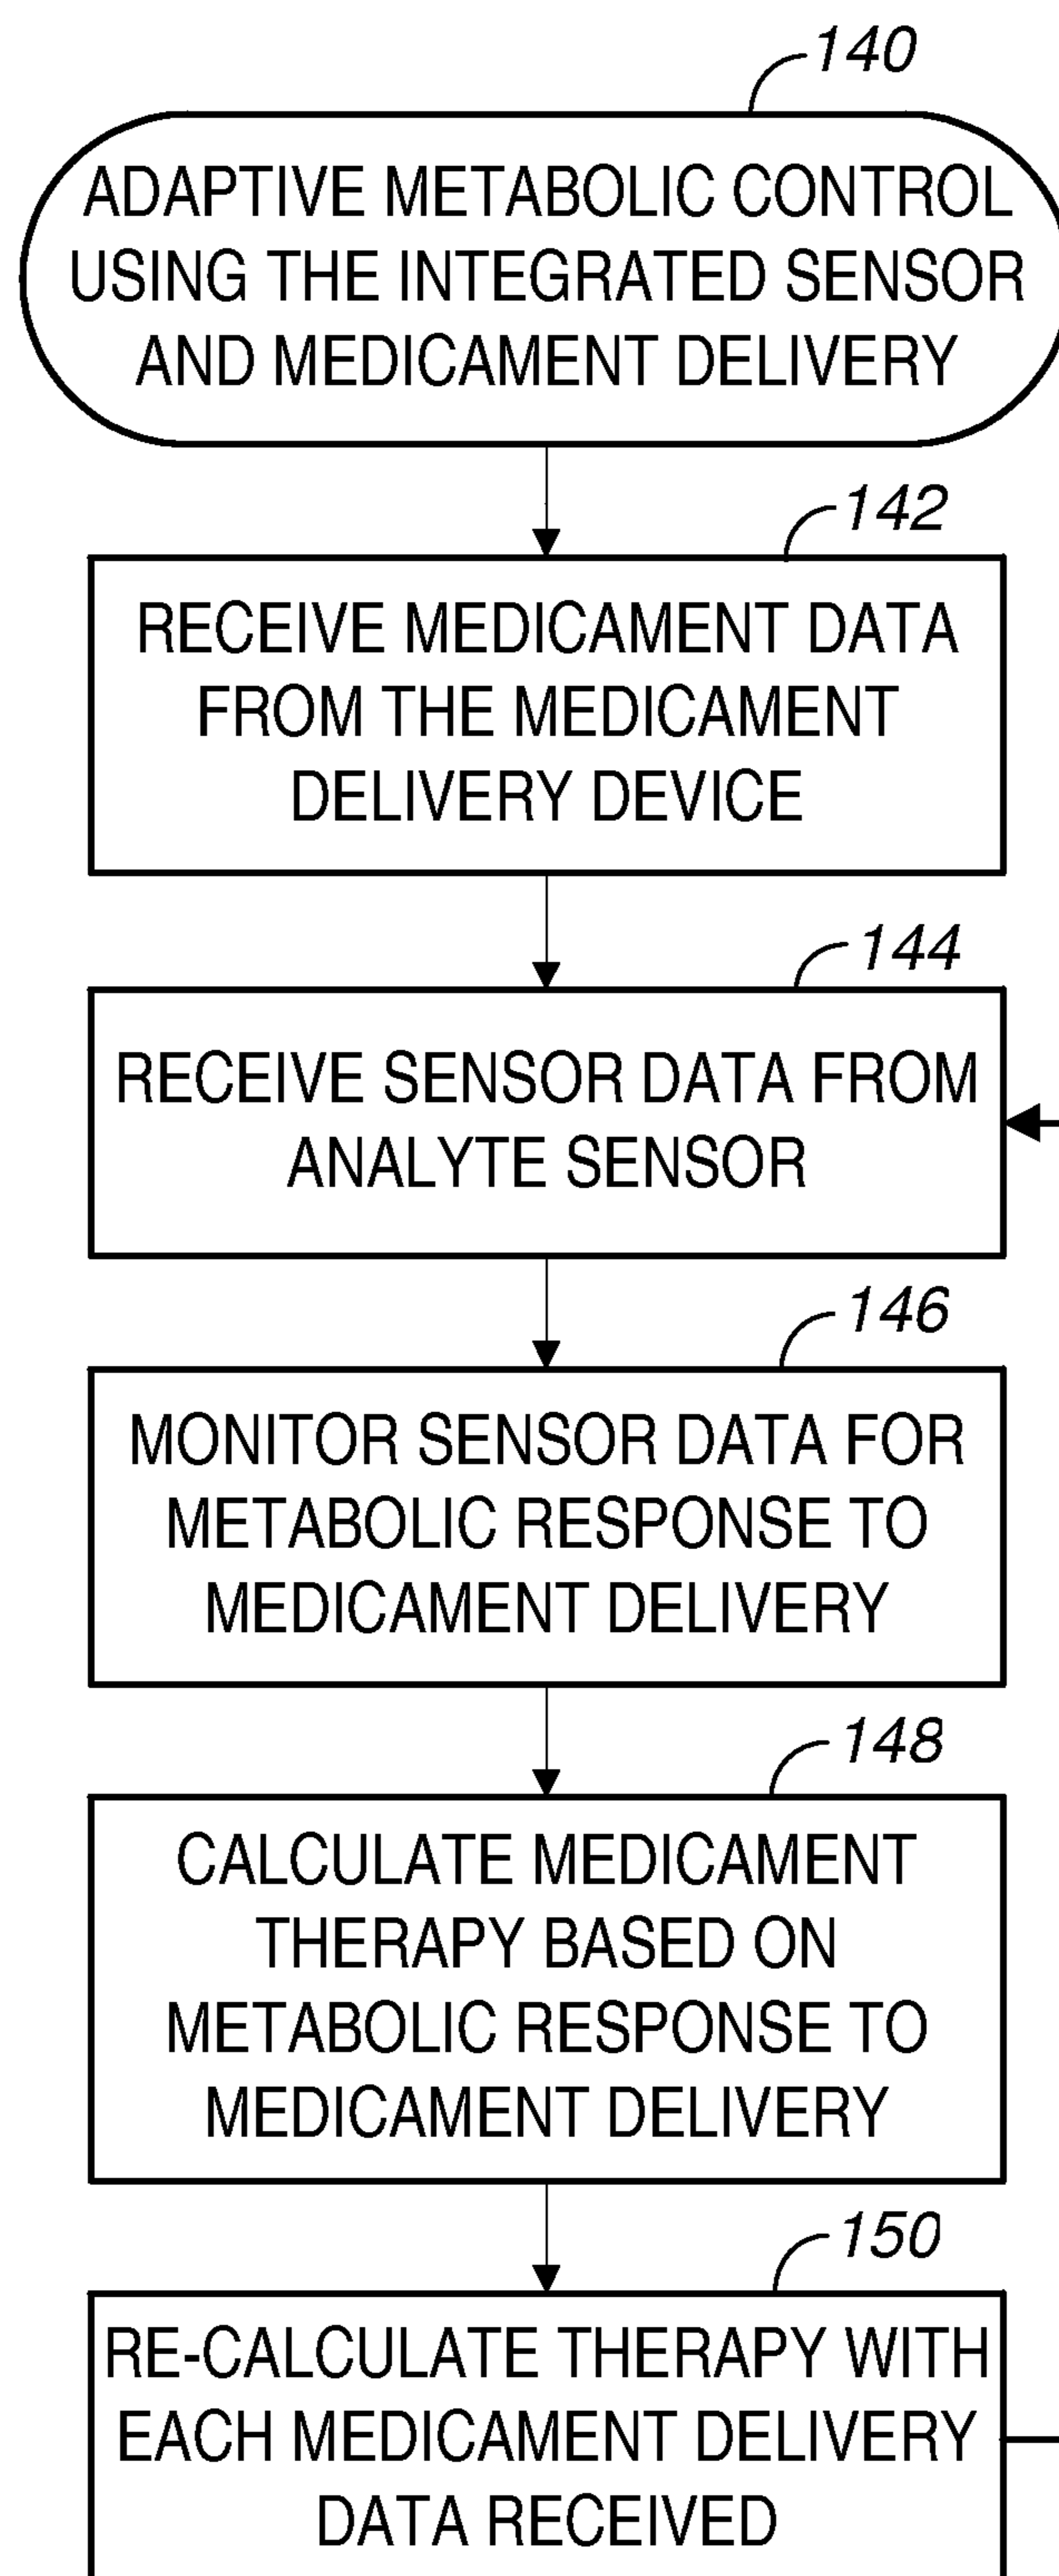 140
ADAPTIVE METABOLIC CONTROL
USING THE INTEGRATED SENSOR
AND MEDICAMENT DELIVERY
142
RECEIVE MEDICAMENT DATA
FROM THE MEDICAMENT
DELIVERY DEVICE
144
RECEIVE SENSOR DATA FROM
ANALYTE SENSOR
146
MONITOR SENSOR DATA FOR
METABOLIC RESPONSE TO
MEDICAMENT DELIVERY
148
CALCULATE MEDICAMENT
THERAPY BASED ON
METABOLIC RESPONSE TO
MEDICAMENT DELIVERY
150
RE-CALCULATE THERAPY WITH
EACH MEDICAMENT DELIVERY
DATA RECEIVED